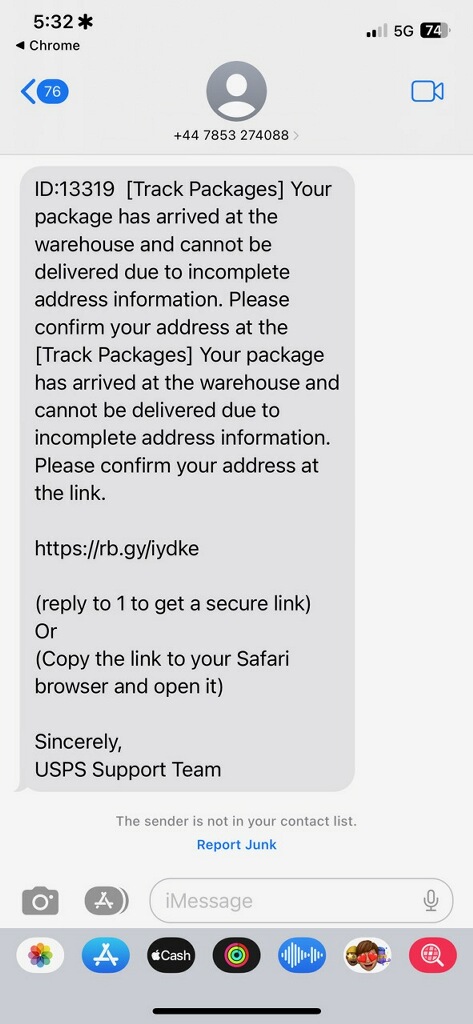 5:32
5G 74
Chrome
76
+44 7853 274088
ID:13319 [Track Packages] Your
package has arrived at the
warehouse and cannot be
delivered due to incomplete
address information. Please
confirm your address at the
[Track Packages] Your package
has arrived at the warehouse and
cannot be delivered due to
incomplete address information.
Please confirm your address at
the link.
https://rb.gy/iydke
(reply to 1 to get a secure link)
Or
(Copy the link to your Safari
browser and open it)
Sincerely,
USPS Support Team
The sender is not in your contact list.
Report Junk
iMessage
Cash